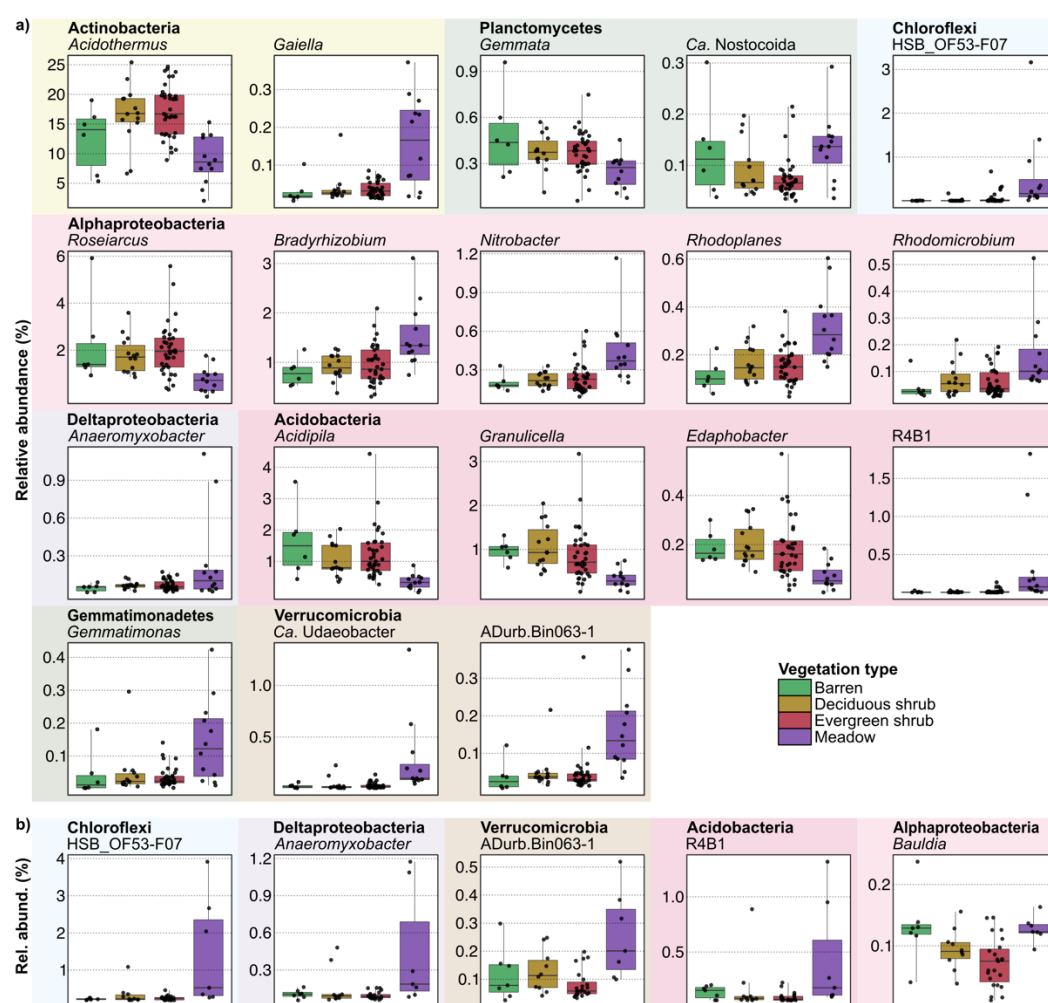 a)
Relative abundance (%)
Actinobacteria
Acidothermus
25
20
15
10
5
Gaiella
0.3
0.2
0.1
Planctomycetes
Gemmata
0.9
0.6
0.3
Ca. Nostocoida
0.3
0.2
0.1
Chloroflexi
HSB_OF53-F07
3
2
1
Alphaproteobacteria
Roseiarcus
6
4
2
Bradyrhizobium
3
2
1
Nitrobacter
1.2
0.9
0.6
0.3
Rhodoplanes
0.6
0.4
0.2
Rhodomicrobium
0.5
0.4
0.3
0.2
0.1
Deltaproteobacteria
Anaeromyxobacter
0.9
0.6
0.3
Acidobacteria
Acidipila
4
3
2
1
Granulicella
3
2
1
Edaphobacter
0.4
0.2
R4B1
1.5
1.0
0.5
Gemmatimonadetes
Gemmatimonas
0.4
0.3
0.2
0.1
Verrucomicrobia
Ca. Udaeobacter
1.0
0.5
ADurb.Bin063-1
0.3
0.2
0.1
Vegetation type
Barren
Deciduous shrub
Evergreen shrub
Meadow
b)
Rel. abund. (%)
Chloroflexi
HSB_OF53-F07
4
3
2
1
Deltaproteobacteria
Anaeromyxobacter
1.2
0.9
0.6
0.3
Verrucomicrobia
ADurb.Bin063-1
0.5
0.4
0.3
0.2
0.1
Acidobacteria
R4B1
1.0
0.5
Alphaproteobacteria
Bauldia
0.2
0.1